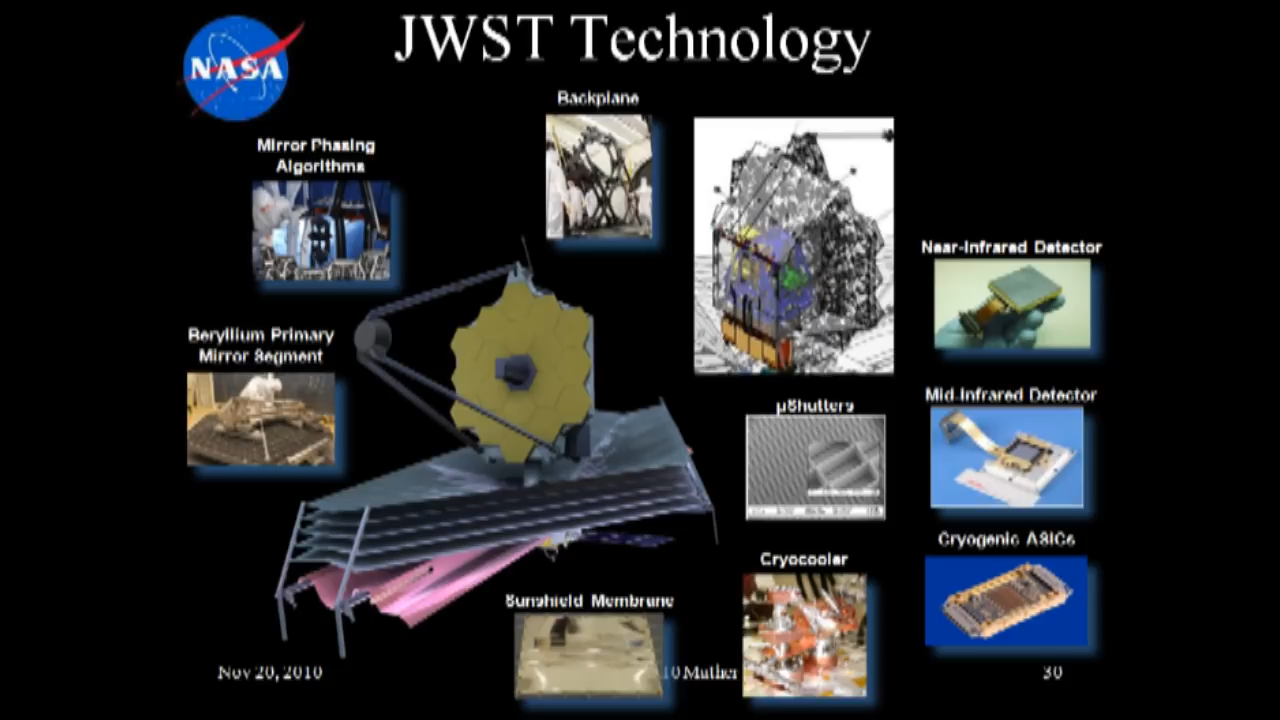 NASA
JWST Technology
Backplane
Mirror Phasing
Algorithms
Near-Infrared Detector
Beryllium Primary
Mirror Segment
Mid-Infrared Detector
µShutters
Cryogenic ASICs
Cryocooler
Sunshield Membrane
Nov 20, 2010
10 Mather
30